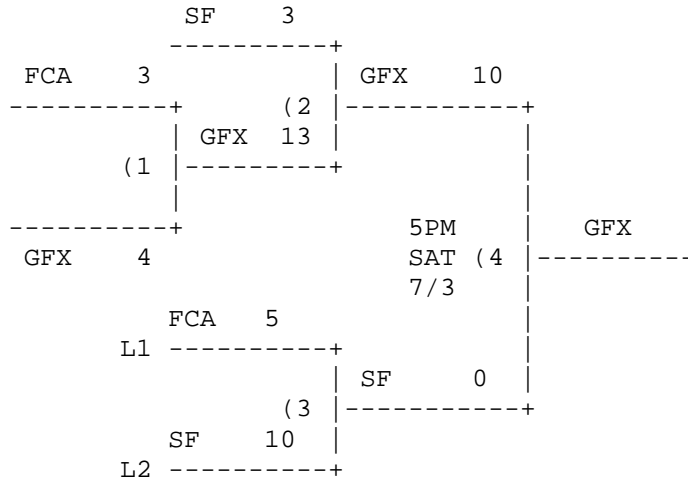 SF 3
FCA 3
GFX 10
(2
GFX 13
(1
GFX 4
5PM
SAT (4
7/3
GFX
FCA 5
L1
SF 0
(3
SF 10
L2